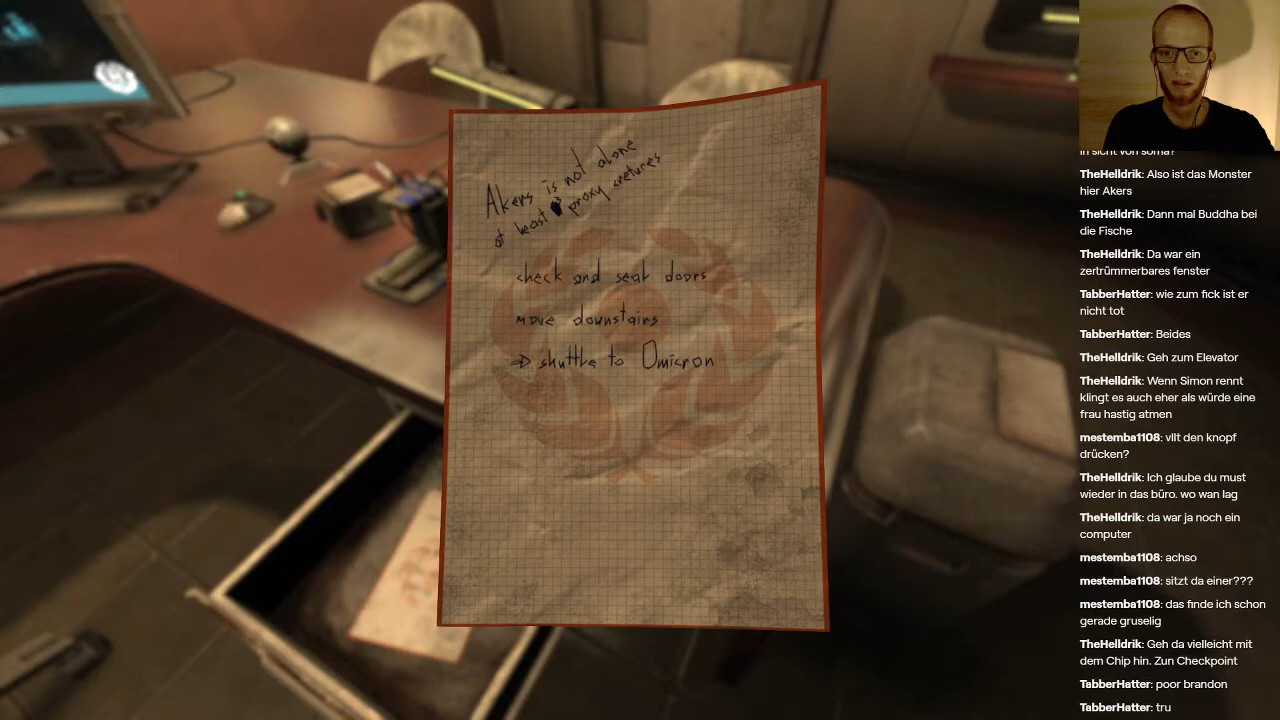 Akers is not alone
at least proxy cretures
check and seal doors
move downstairs
⇒ shuttle to Omicron
in sicht von soma?
TheHelldrik: Also ist das Monster
hier Akers
TheHelldrik: Dann mal Buddha bei
die Fische
TheHelldrik: Da war ein
zertrümmerbares fenster
TabberHatter: wie zum fick ist er
nicht tot
TabberHatter: Beides
TheHelldrik: Geh zum Elevator
TheHelldrik: Wenn Simon rennt
klingt es auch eher als würde eine
frau hastig atmen
mestemba1108: vllt den knopf
drücken?
TheHelldrik: Ich glaube du must
wieder in das büro. wo wan lag
TheHelldrik: da war ja noch ein
computer
mestemba1108: achso
mestemba1108: sitzt da einer???
mestemba1108: das finde ich schon
gerade gruselig
TheHelldrik: Geh da vielleicht mit
dem Chip hin. Zun Checkpoint
TabberHatter: poor brandon
TabberHatter: tru